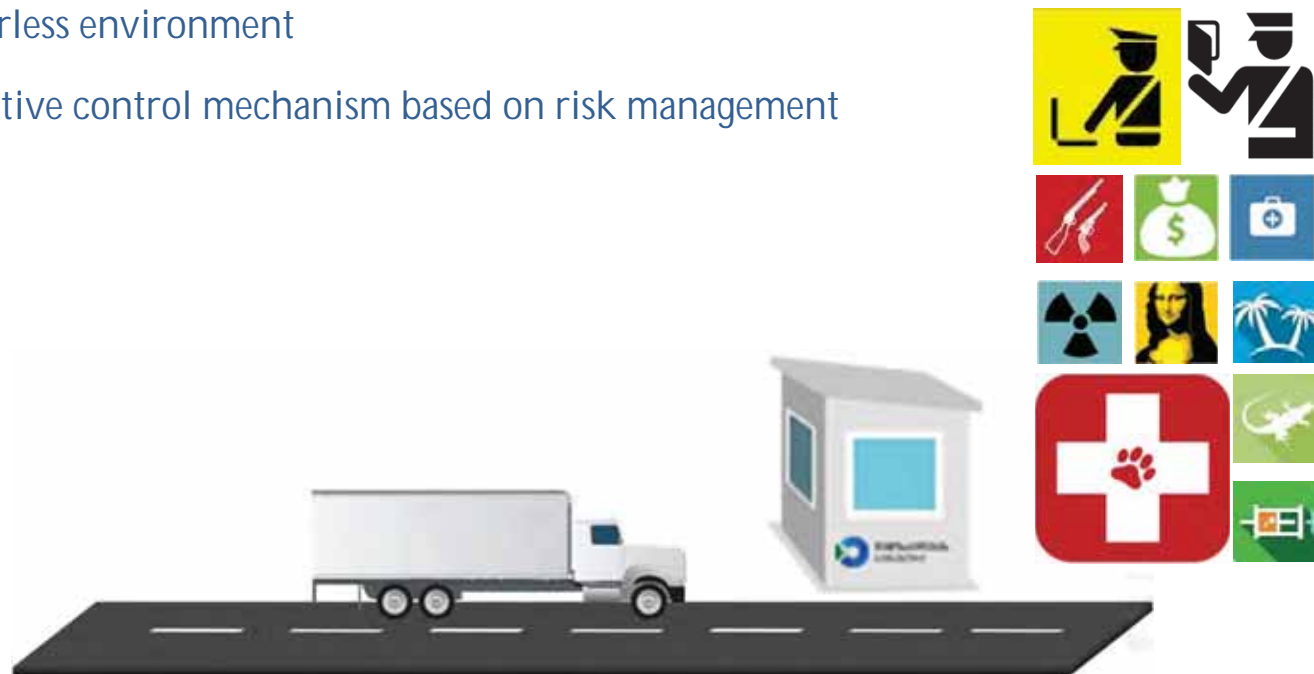 rless environment
tive control mechanism based on risk management
$